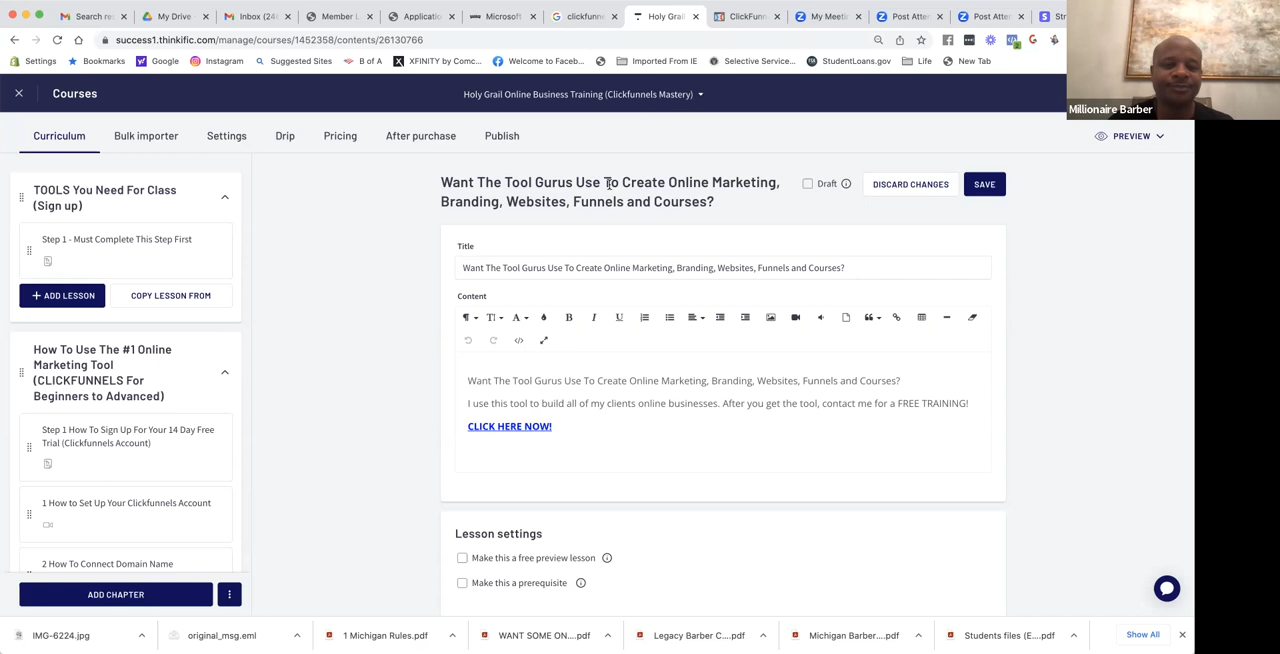 Search res
My Drive
Inbox (24
Member L
Applicatio
Microsoft
clickfunne
Holy Grail
ClickFunn
My Meetin
Post Atter
Post Atter
Str
success1.thinkific.com/manage/courses/1452358/contents/26130766
Settings
Bookmarks
Google
Instagram
Suggested Sites
B of A
XFINITY by Comc...
Welcome to Faceb...
Imported From IE
Selective Service...
StudentLoans.gov
Life
New Tab
Millionaire Barber
Courses
Holy Grail Online Business Training (Clickfunnels Mastery)
Curriculum
Bulk importer
Settings
Drip
Pricing
After purchase
Publish
PREVIEW
TOOLS You Need For Class
(Sign up)
Step 1 - Must Complete This Step First
+ ADD LESSON
COPY LESSON FROM
How To Use The #1 Online
Marketing Tool
(CLICKFUNNELS For
Beginners to Advanced)
Step 1 How To Sign Up For Your 14 Day Free
Trial (Clickfunnels Account)
1 How to Set Up Your Clickfunnels Account
2 How To Connect Domain Name
ADD CHAPTER
Want The Tool Gurus Use To Create Online Marketing,
Branding, Websites, Funnels and Courses?
Draft
DISCARD CHANGES
SAVE
Title
Want The Tool Gurus Use To Create Online Marketing, Branding, Websites, Funnels and Courses?
Content
Want The Tool Gurus Use To Create Online Marketing, Branding, Websites, Funnels and Courses?
I use this tool to build all of my clients online businesses. After you get the tool, contact me for a FREE TRAINING!
CLICK HERE NOW!
Lesson settings
Make this a free preview lesson
Make this a prerequisite
IMG-6224.jpg
original_msg.eml
1 Michigan Rules.pdf
WANT SOME ON....pdf
Legacy Barber C....pdf
Michigan Barber....pdf
Students files (E....pdf
Show All